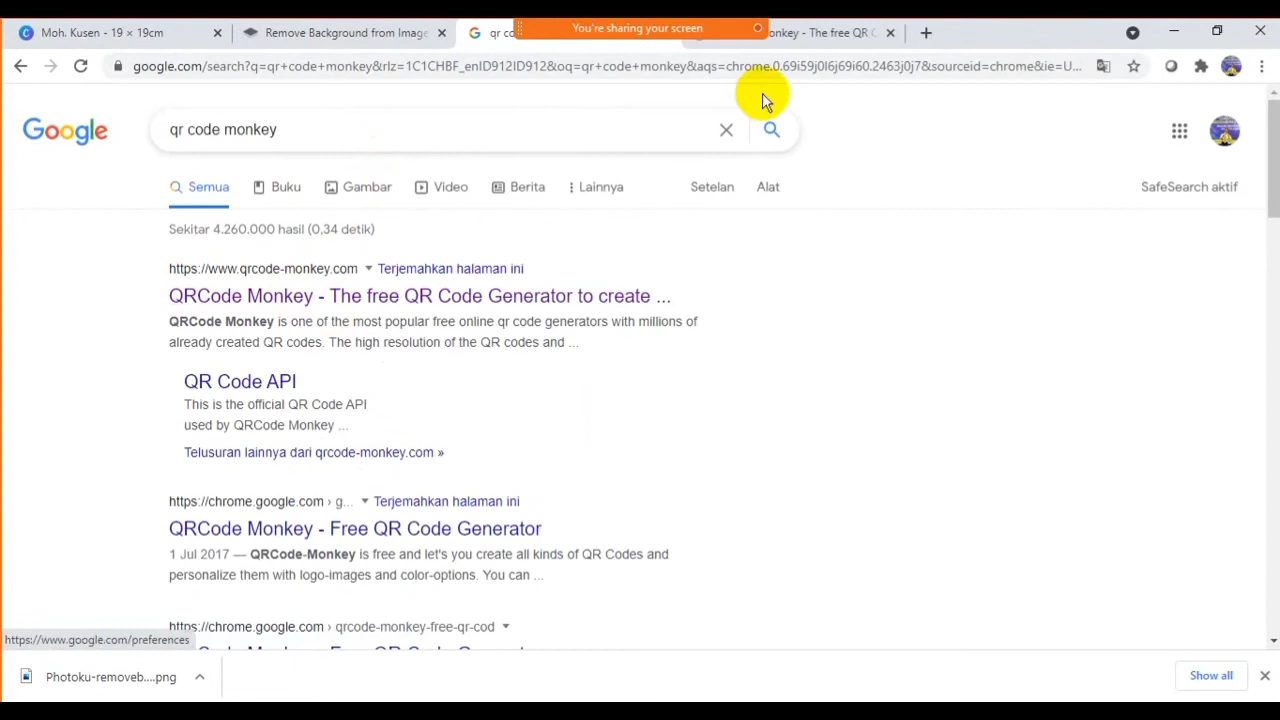 Moh. Kusen - 19 × 19cm
Remove Background from Image
qr co
You're sharing your screen
onkey - The free QR C
google.com/search?q=qr+code+monkey&rlz=1C1CHBF_enID912ID912&oq=qr+code+monkey&aqs=chrome.0.69i59j0l6j69i60.2463j0j7&sourceid=chrome&ie=U...
Google
qr code monkey
Semua
Buku
Gambar
Video
Berita
Lainnya
Setelan
Alat
SafeSearch aktif
Sekitar 4.260.000 hasil (0,34 detik)
https://www.qrcode-monkey.com Terjemahkan halaman ini
QRCode Monkey - The free QR Code Generator to create ...
QRCode Monkey is one of the most popular free online qr code generators with millions of
already created QR codes. The high resolution of the QR codes and ...
QR Code API
This is the official QR Code API
used by QRCode Monkey ...
Telusuran lainnya dari qrcode-monkey.com »
https://chrome.google.com › g... Terjemahkan halaman ini
QRCode Monkey - Free QR Code Generator
1 Jul 2017 — QRCode-Monkey is free and let's you create all kinds of QR Codes and
personalize them with logo-images and color-options. You can ...
https://chrome.google.com › qrcode-monkey-free-qr-cod
https://www.google.com/preferences
Photoku-removeb....png
Show all